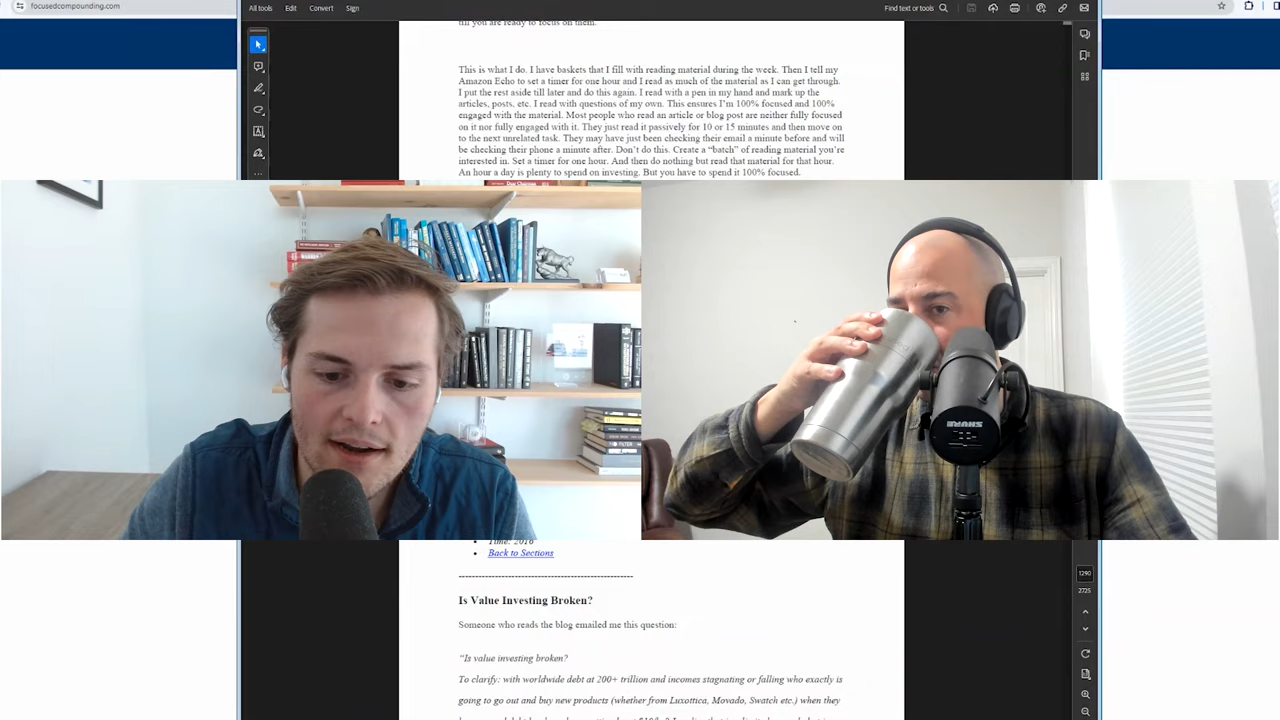 focusedcompounding.com
All tools Edit Convert Sign Find text or tools
till you are ready to focus on them.
This is what I do. I have baskets that I fill with reading material during the week. Then I tell my
Amazon Echo to set a timer for one hour and I read as much of the material as I can get through.
I put the rest aside till later and do this again. I read with a pen in my hand and mark up the
articles, posts, etc. I read with questions of my own. This ensures I'm 100% focused and 100%
engaged with the material. Most people who read an article or blog post are neither fully focused
on it nor fully engaged with it. They just read it passively for 10 or 15 minutes and then move on
to the next unrelated task. They may have just been checking their email a minute before and will
be checking their phone a minute after. Don't do this. Create a “batch” of reading material you're
interested in. Set a timer for one hour. And then do nothing but read that material for that hour.
An hour a day is plenty to spend on investing. But you have to spend it 100% focused.
SHURE
Time: 2016
Back to Sections
----------------------------------------------------
Is Value Investing Broken?
Someone who reads the blog emailed me this question:
“Is value investing broken?
To clarify: with worldwide debt at 200+ trillion and incomes stagnating or falling who exactly is
going to go out and buy new products (whether from Luxottica, Movado, Swatch etc.) when they
1290
2725